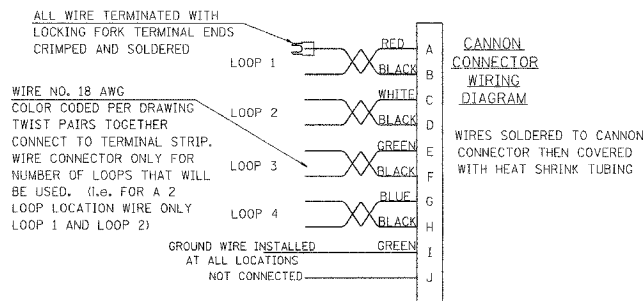 ALL WIRE TERMINATED WITH
LOCKING FORK TERMINAL ENDS
CRIMPED AND SOLDERED
WIRE NO. 18 AWG
COLOR CODED PER DRAWING
TWIST PAIRS TOGETHER
CONNECT TO TERMINAL STRIP.
WIRE CONNECTOR ONLY FOR
NUMBER OF LOOPS THAT WILL
BE USED. (I.e. FOR A 2
LOOP LOCATION WIRE ONLY
LOOP 1 AND LOOP 2)
LOOP 1
RED A
BLACK B
LOOP 2
WHITE C
BLACK D
LOOP 3
GREEN E
BLACK F
LOOP 4
BLUE G
BLACK H
GROUND WIRE INSTALLED
AT ALL LOCATIONS
GREEN I
NOT CONNECTED J
CANNON
CONNECTOR
WIRING
DIAGRAM
WIRES SOLDERED TO CANNON
CONNECTOR THEN COVERED
WITH HEAT SHRINK TUBING